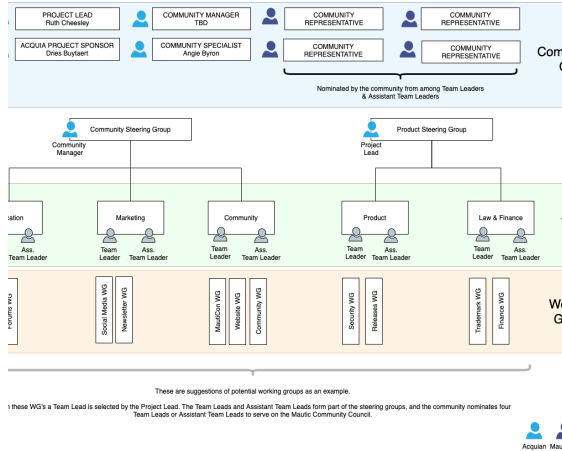 PROJECT LEAD
Ruth Cheesley
COMMUNITY MANAGER
TBD
COMMUNITY
REPRESENTATIVE
COMMUNITY
REPRESENTATIVE
ACQUIA PROJECT SPONSOR
Dries Buytaert
COMMUNITY SPECIALIST
Angie Byron
COMMUNITY
REPRESENTATIVE
COMMUNITY
REPRESENTATIVE
Nominated by the community from among Team Leaders
& Assistant Team Leaders
Community Steering Group
Community
Manager
Product Steering Group
Project
Lead
Marketing
Community
Product
Law & Finance
Ass.
Team Leader
Team
Leader
Ass.
Team Leader
Team
Leader
Ass.
Team Leader
Team
Leader
Ass.
Team Leader
Team
Leader
Ass.
Team Leader
Forums WG
Social Media WG
Newsletter WG
MautiCon WG
Website WG
Community WG
Security WG
Releases WG
Trademark WG
Finance WG
These are suggestions of potential working groups as an example.
these WG's a Team Lead is selected by the Project Lead. The Team Leads and Assistant Team Leads form part of the steering groups, and the community nominates four
Team Leads or Assistant Team Leads to serve on the Mautic Community Council.
Acquian